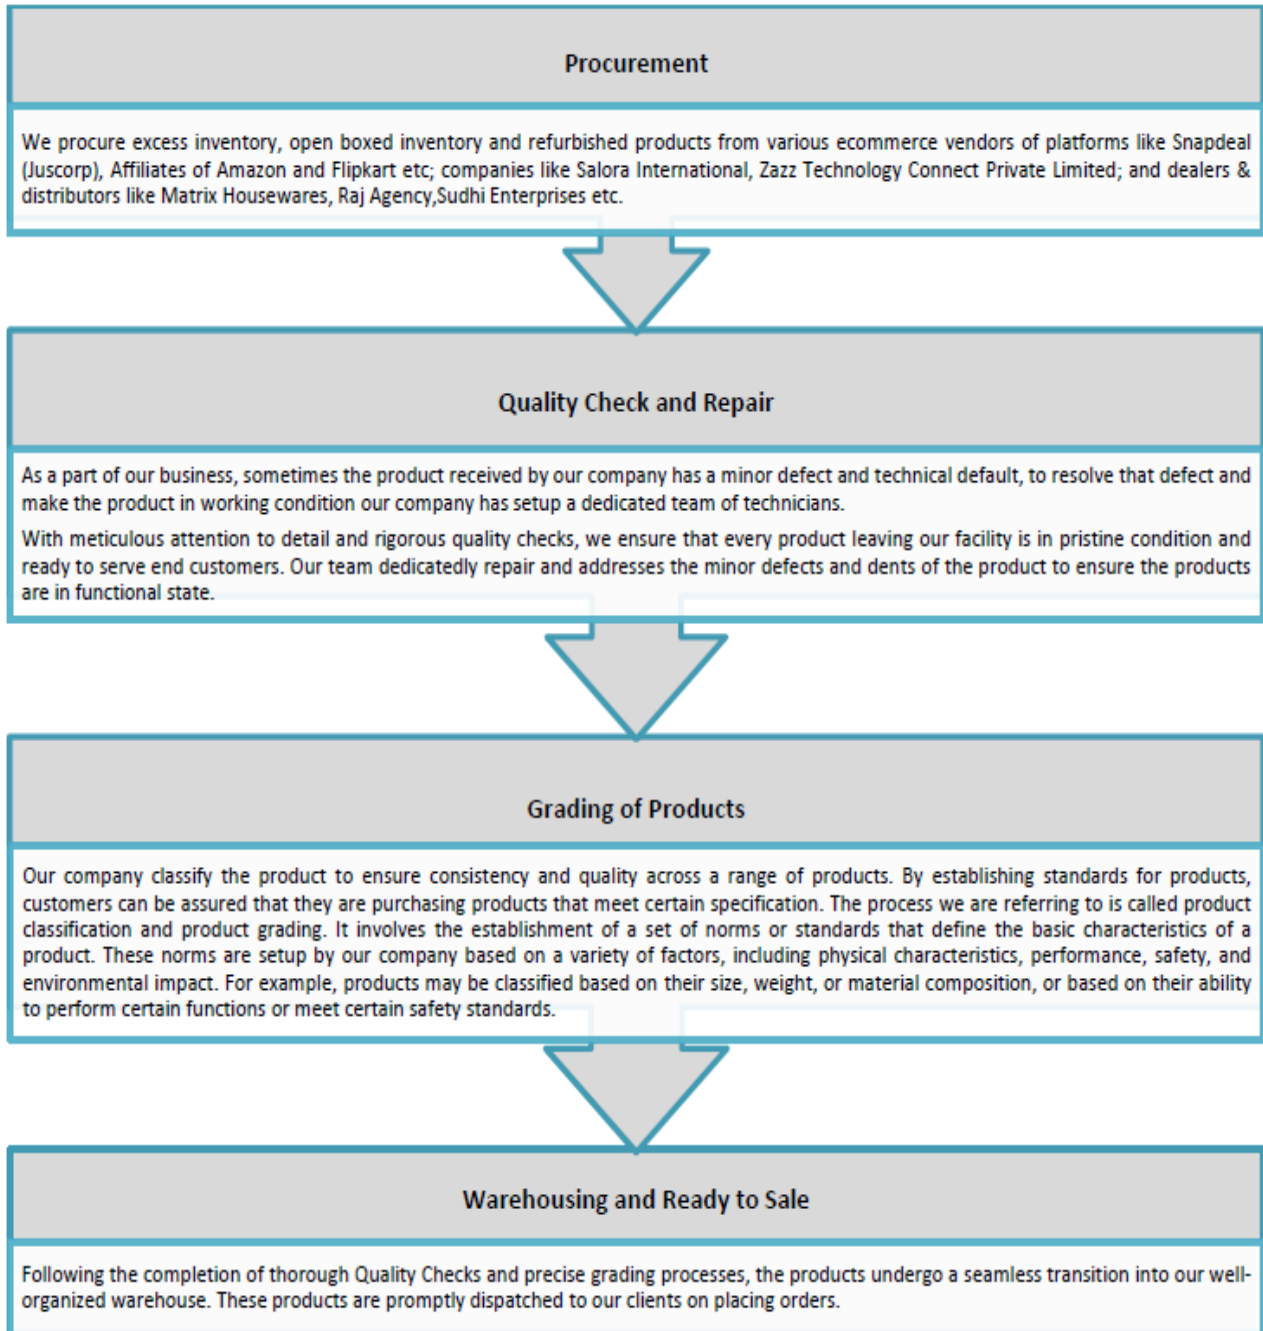 Procurement
We procure excess inventory, open boxed inventory and refurbished products from various ecommerce vendors of platforms like Snapdeal
(Juscorp), Affiliates of Amazon and Flipkart etc; companies like Salora International, Zazz Technology Connect Private Limited; and dealers &
distributors like Matrix Housewares, Raj Agency,Sudhi Enterprises etc.
Quality Check and Repair
As a part of our business, sometimes the product received by our company has a minor defect and technical default, to resolve that defect and
make the product in working condition our company has setup a dedicated team of technicians.
With meticulous attention to detail and rigorous quality checks, we ensure that every product leaving our facility is in pristine condition and
ready to serve end customers. Our team dedicatedly repair and addresses the minor defects and dents of the product to ensure the products
are in functional state.
Grading of Products
Our company classify the product to ensure consistency and quality across a range of products. By establishing standards for products,
customers can be assured that they are purchasing products that meet certain specification. The process we are referring to is called product
classification and product grading. It involves the establishment of a set of norms or standards that define the basic characteristics of a
product. These norms are setup by our company based on a variety of factors, including physical characteristics, performance, safety, and
environmental impact. For example, products may be classified based on their size, weight, or material composition, or based on their ability
to perform certain functions or meet certain safety standards.
Warehousing and Ready to Sale
Following the completion of thorough Quality Checks and precise grading processes, the products undergo a seamless transition into our well-
organized warehouse. These products are promptly dispatched to our clients on placing orders.